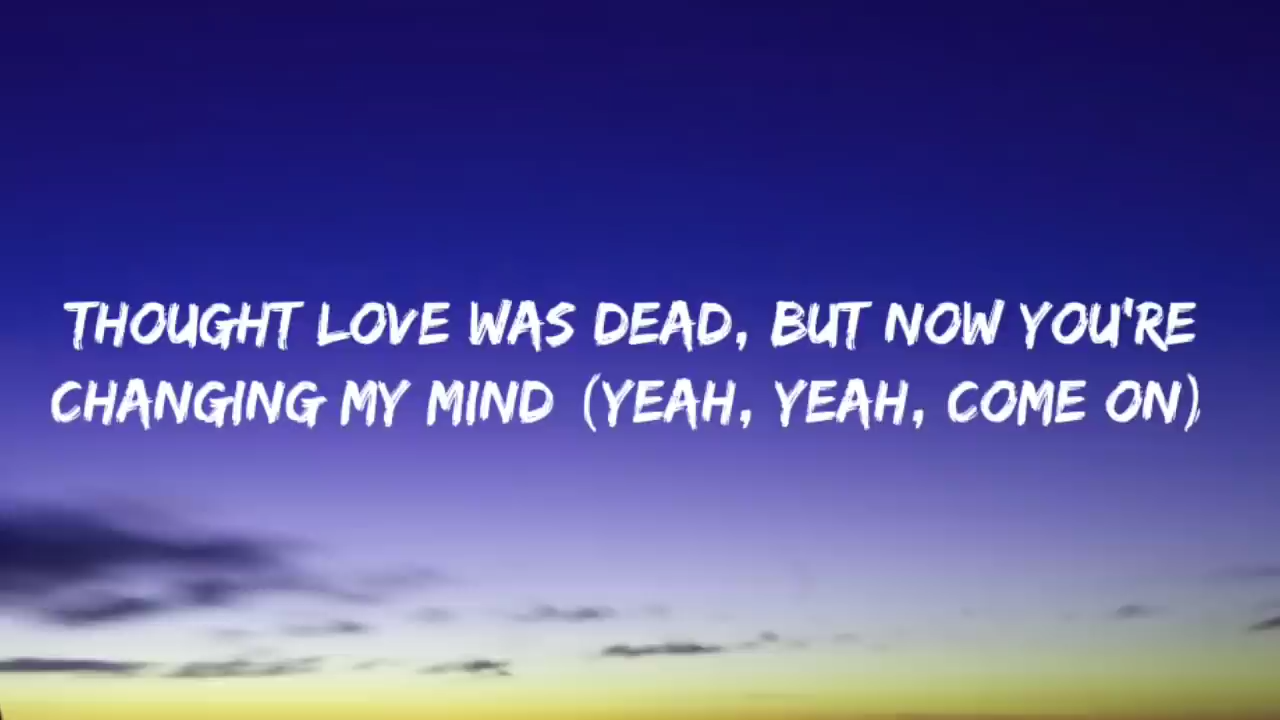 THOUGHT LOVE WAS DEAD, BUT NOW YOU'RE
CHANGING MY MIND (YEAH, YEAH, COME ON)